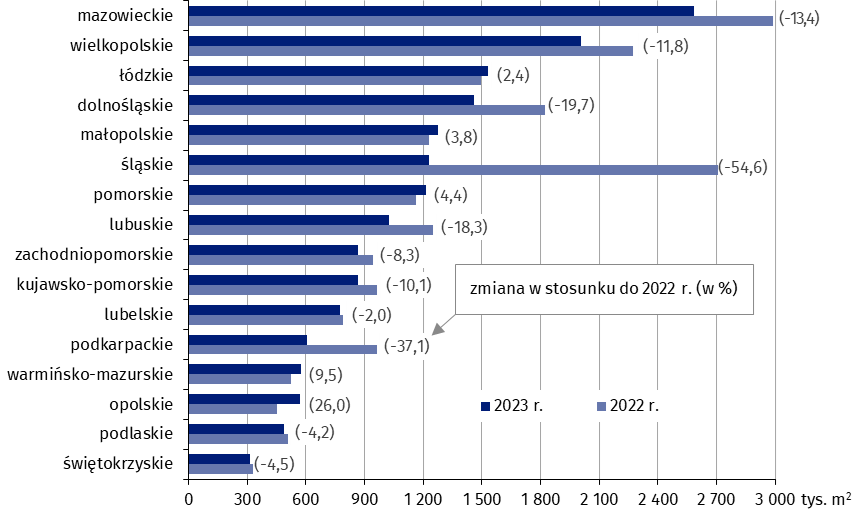 mazowieckie (-13,4)
wielkopolskie (-11,8)
łódzkie (2,4)
dolnośląskie (-19,7)
małopolskie (3,8)
śląskie (-54,6)
pomorskie (4,4)
lubuskie (-18,3)
zachodniopomorskie (-8,3)
kujawsko-pomorskie (-10,1)
zmiana w stosunku do 2022 r. (w %)
lubelskie (-2,0)
podkarpackie (-37,1)
warmińsko-mazurskie (9,5)
opolskie (26,0)
2023 r. 2022 r.
podlaskie (-4,2)
świętokrzyskie (-4,5)
0 300 600 900 1 200 1 500 1 800 2 100 2 400 2 700 3 000 tys. m²